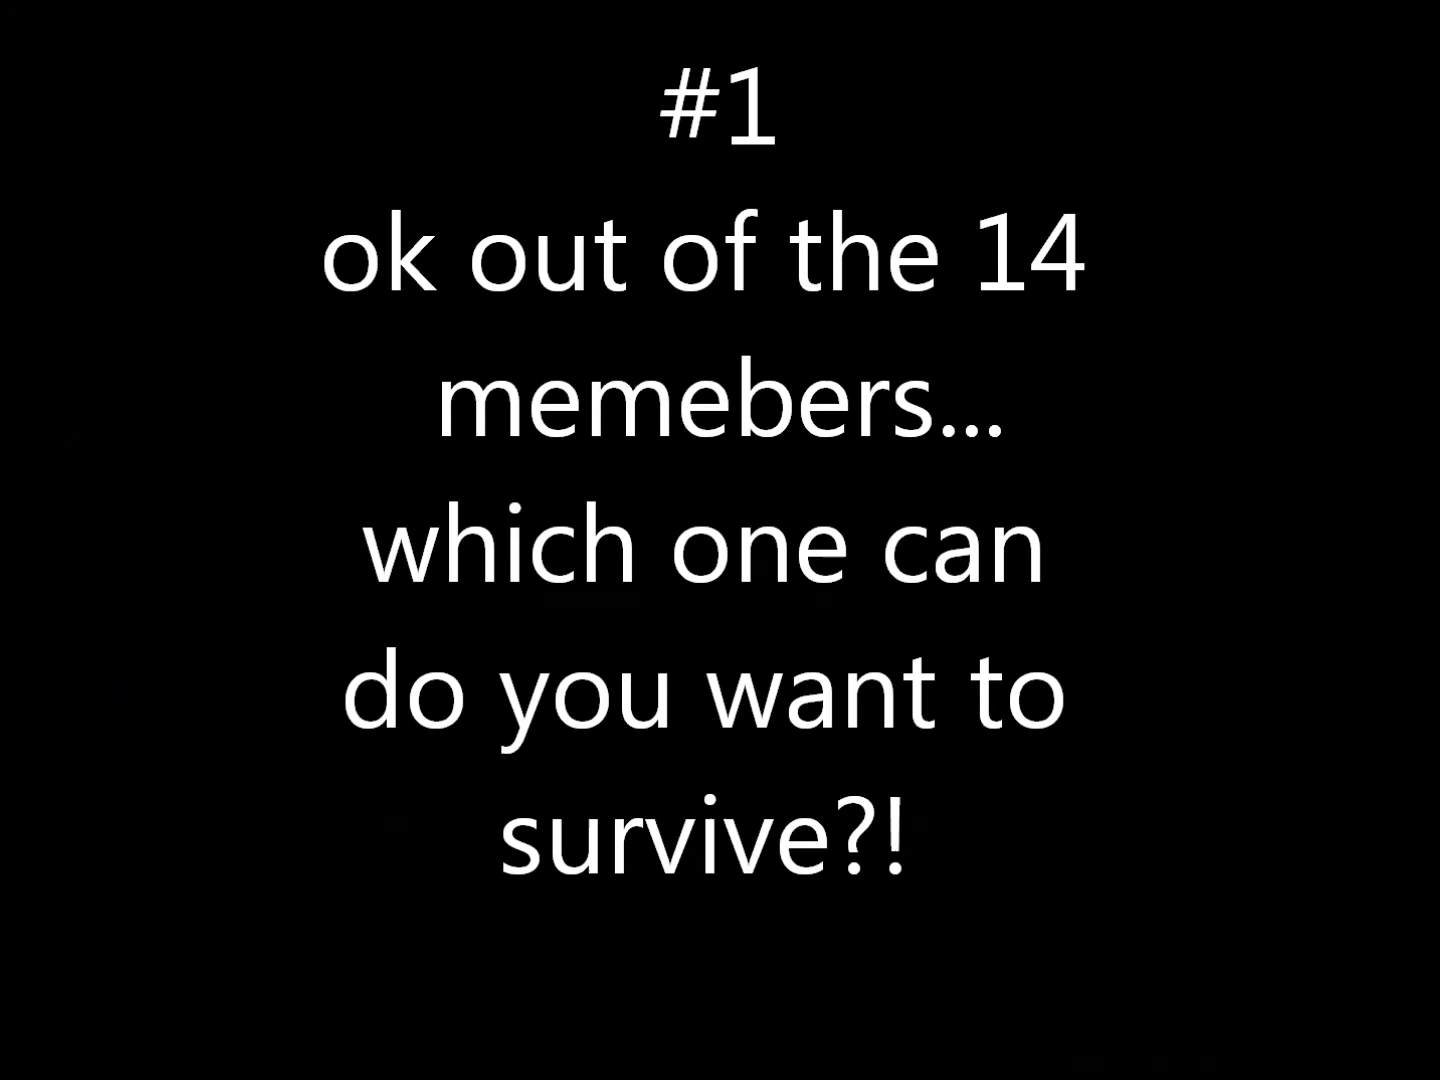 #1
ok out of the 14
memebers...
which one can
do you want to
survive?!